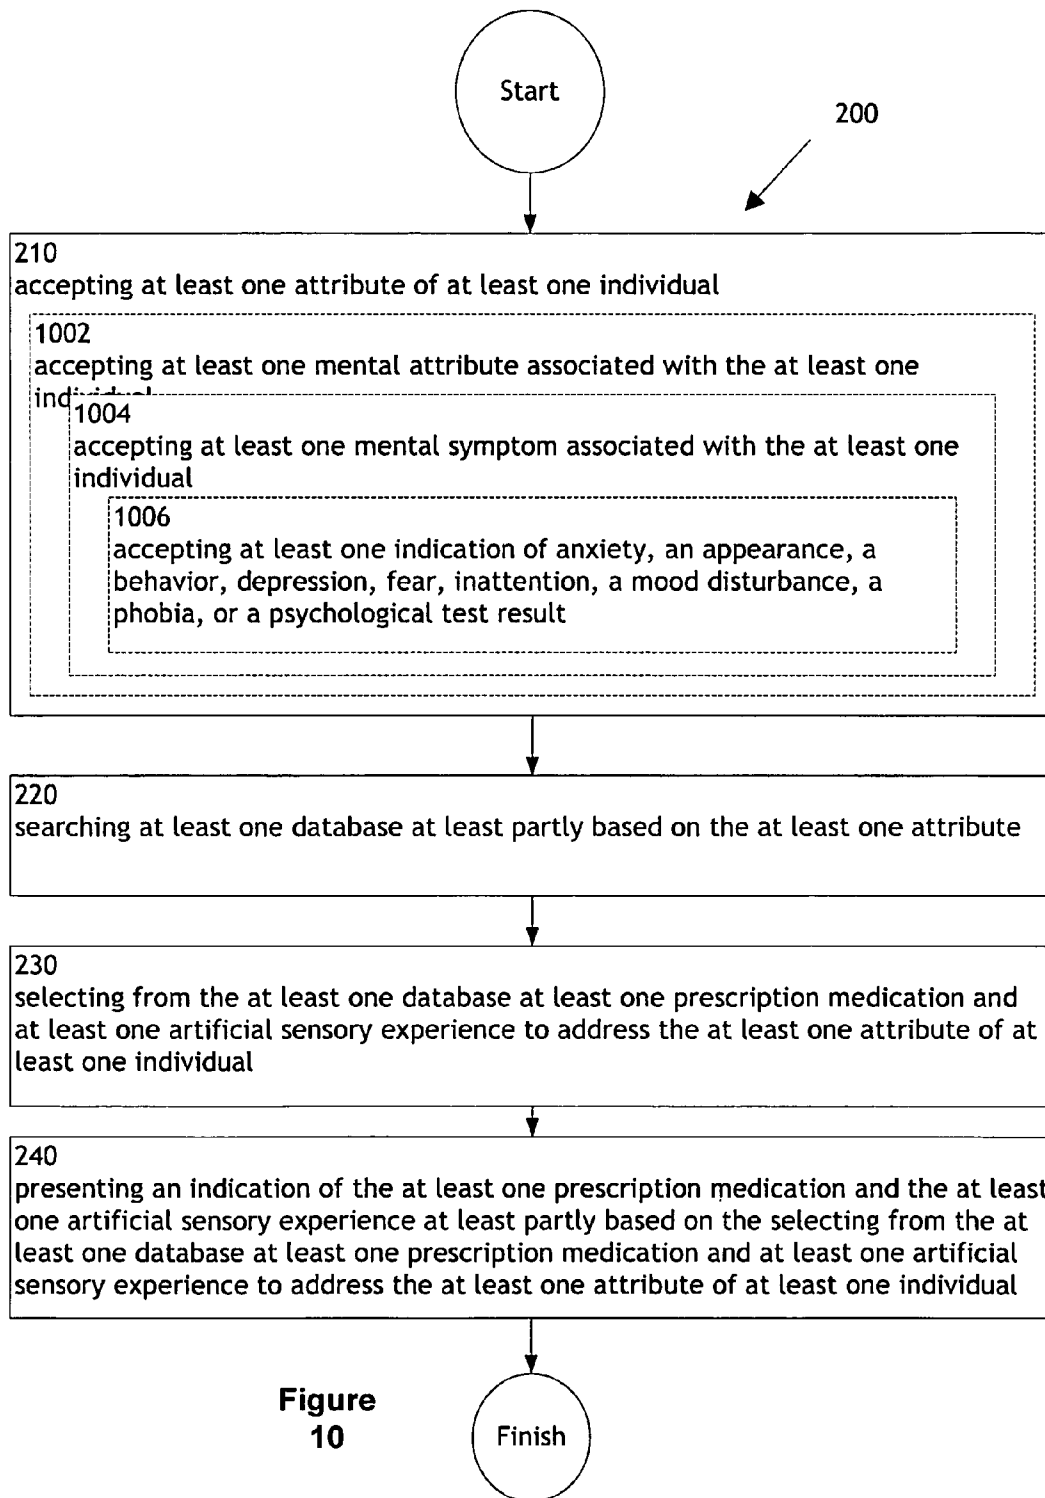 Start
200
210
accepting at least one attribute of at least one individual
1002
accepting at least one mental attribute associated with the at least one
individual
1004
accepting at least one mental symptom associated with the at least one
individual
1006
accepting at least one indication of anxiety, an appearance, a
behavior, depression, fear, inattention, a mood disturbance, a
phobia, or a psychological test result
220
searching at least one database at least partly based on the at least one attribute
230
selecting from the at least one database at least one prescription medication and
at least one artificial sensory experience to address the at least one attribute of at
least one individual
240
presenting an indication of the at least one prescription medication and the at least
one artificial sensory experience at least partly based on the selecting from the at
least one database at least one prescription medication and at least one artificial
sensory experience to address the at least one attribute of at least one individual
Figure
10
Finish